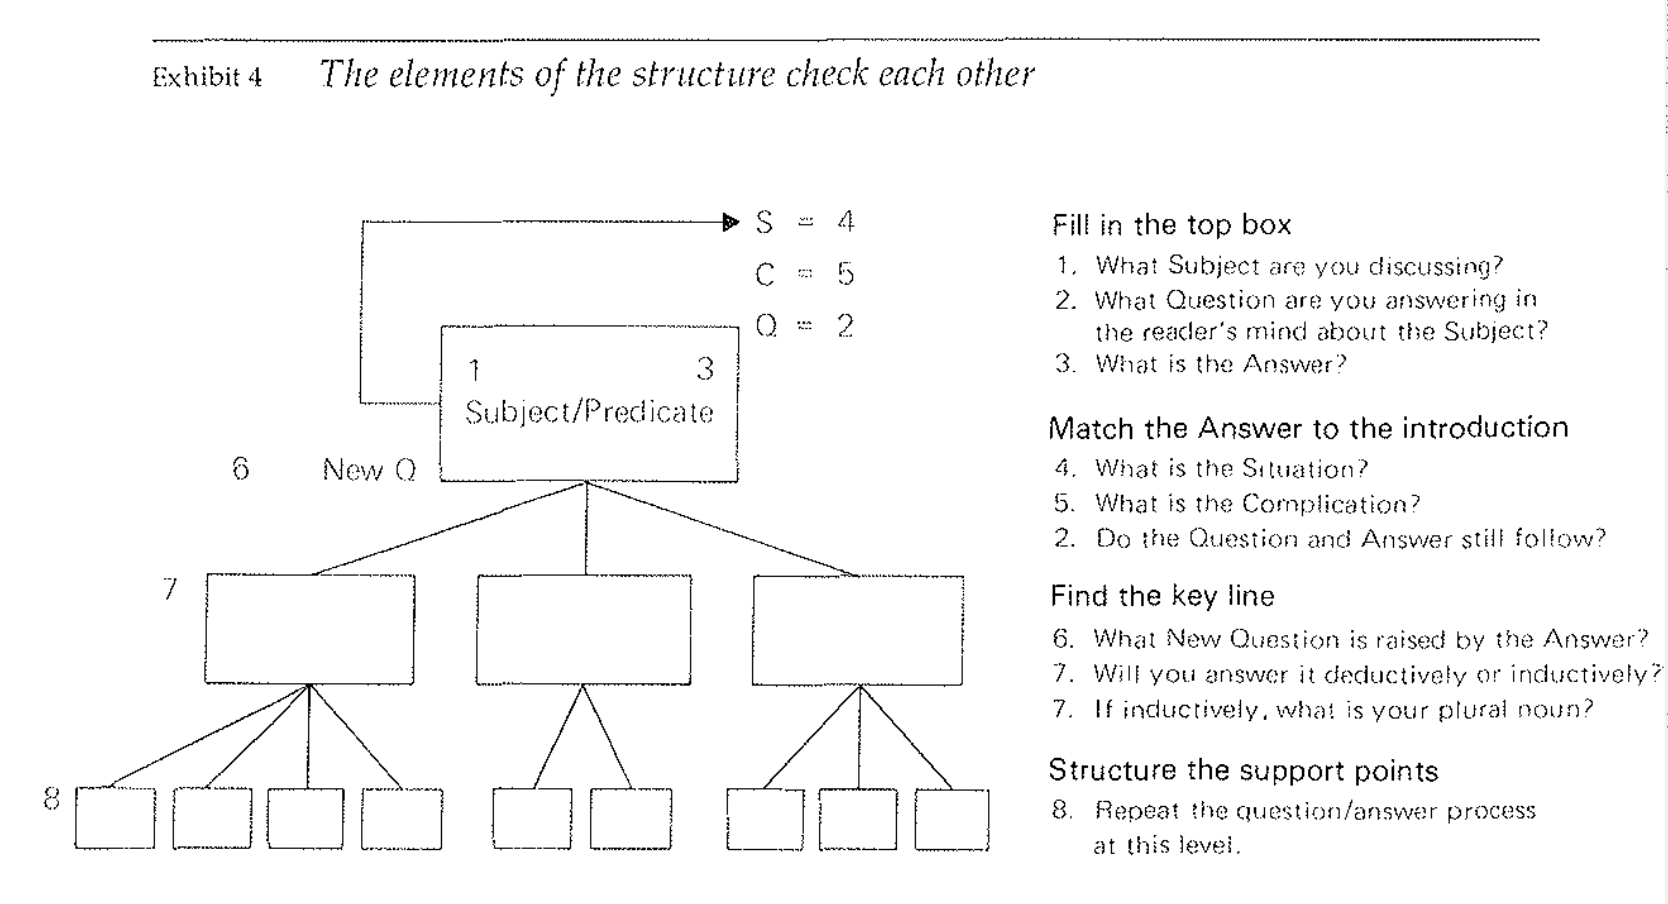 Exhibit 4 The elements of the structure check each other
S = 4
C = 5
Q = 2
1 3
Subject/Predicate
6 New Q
7
8
Fill in the top box
1. What Subject are you discussing?
2. What Question are you answering in
the reader's mind about the Subject?
3. What is the Answer?
Match the Answer to the introduction
4. What is the Situation?
5. What is the Complication?
2. Do the Question and Answer still follow?
Find the key line
6. What New Question is raised by the Answer?
7. Will you answer it deductively or inductively?
7. If inductively, what is your plural noun?
Structure the support points
8. Repeat the question/answer process
at this level.